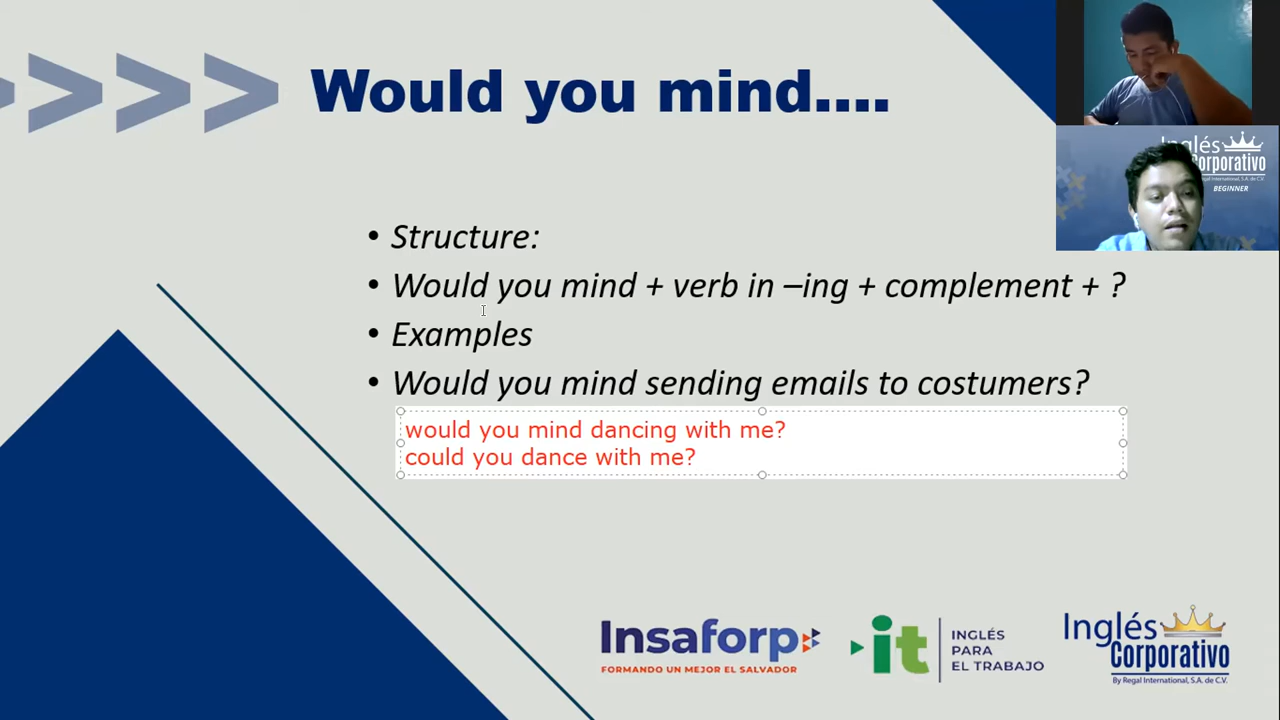 Would you mind....
• Structure:
• Would you mind + verb in –ing + complement + ?
• Examples
• Would you mind sending emails to costumers?
would you mind dancing with me?
could you dance with me?
Inglés
Corporativo
By Regal International, S.A. de C.V.
BEGINNER
Insaforp
FORMANDO UN MEJOR EL SALVADOR
it
INGLÉS
PARA
EL TRABAJO
Inglés
Corporativo
By Regal International, S.A. de C.V.